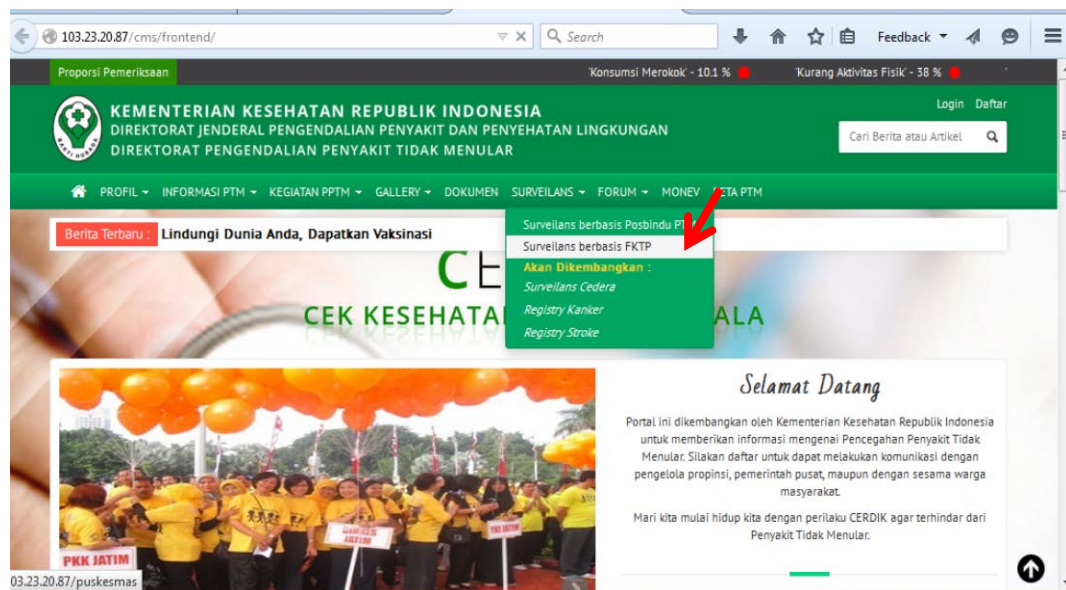 103.23.20.87/cms/frontend/
Search
Feedback
Proporsi Pemeriksaan
'Konsumsi Merokok' - 10.1 %
'Kurang Aktivitas Fisik' - 38 %
KEMENTERIAN KESEHATAN REPUBLIK INDONESIA
DIREKTORAT JENDERAL PENGENDALIAN PENYAKIT DAN PENYEHATAN LINGKUNGAN
DIREKTORAT PENGENDALIAN PENYAKIT TIDAK MENULAR
BAKTI HUSADA
Login Daftar
Cari Berita atau Artikel
PROFIL INFORMASI PTM KEGIATAN PPTM GALLERY DOKUMEN SURVEILANS FORUM MONEV PETA PTM
Berita Terbaru : Lindungi Dunia Anda, Dapatkan Vaksinasi
Surveilans berbasis Posbindu PTM
Surveilans berbasis FKTP
Akan Dikembangkan :
Surveilans Cedera
Registry Kanker
Registry Stroke
CE
CEK KESEHATA ALA
Selamat Datang
Portal ini dikembangkan oleh Kementerian Kesehatan Republik Indonesia
untuk memberikan informasi mengenai Pencegahan Penyakit Tidak
Menular. Silakan daftar untuk dapat melakukan komunikasi dengan
pengelola propinsi, pemerintah pusat, maupun dengan sesama warga
masyarakat.
Mari kita mulai hidup kita dengan perilaku CERDIK agar terhindar dari
Penyakit Tidak Menular.
PKK JATIM
JATIM
03.23.20.87/puskesmas